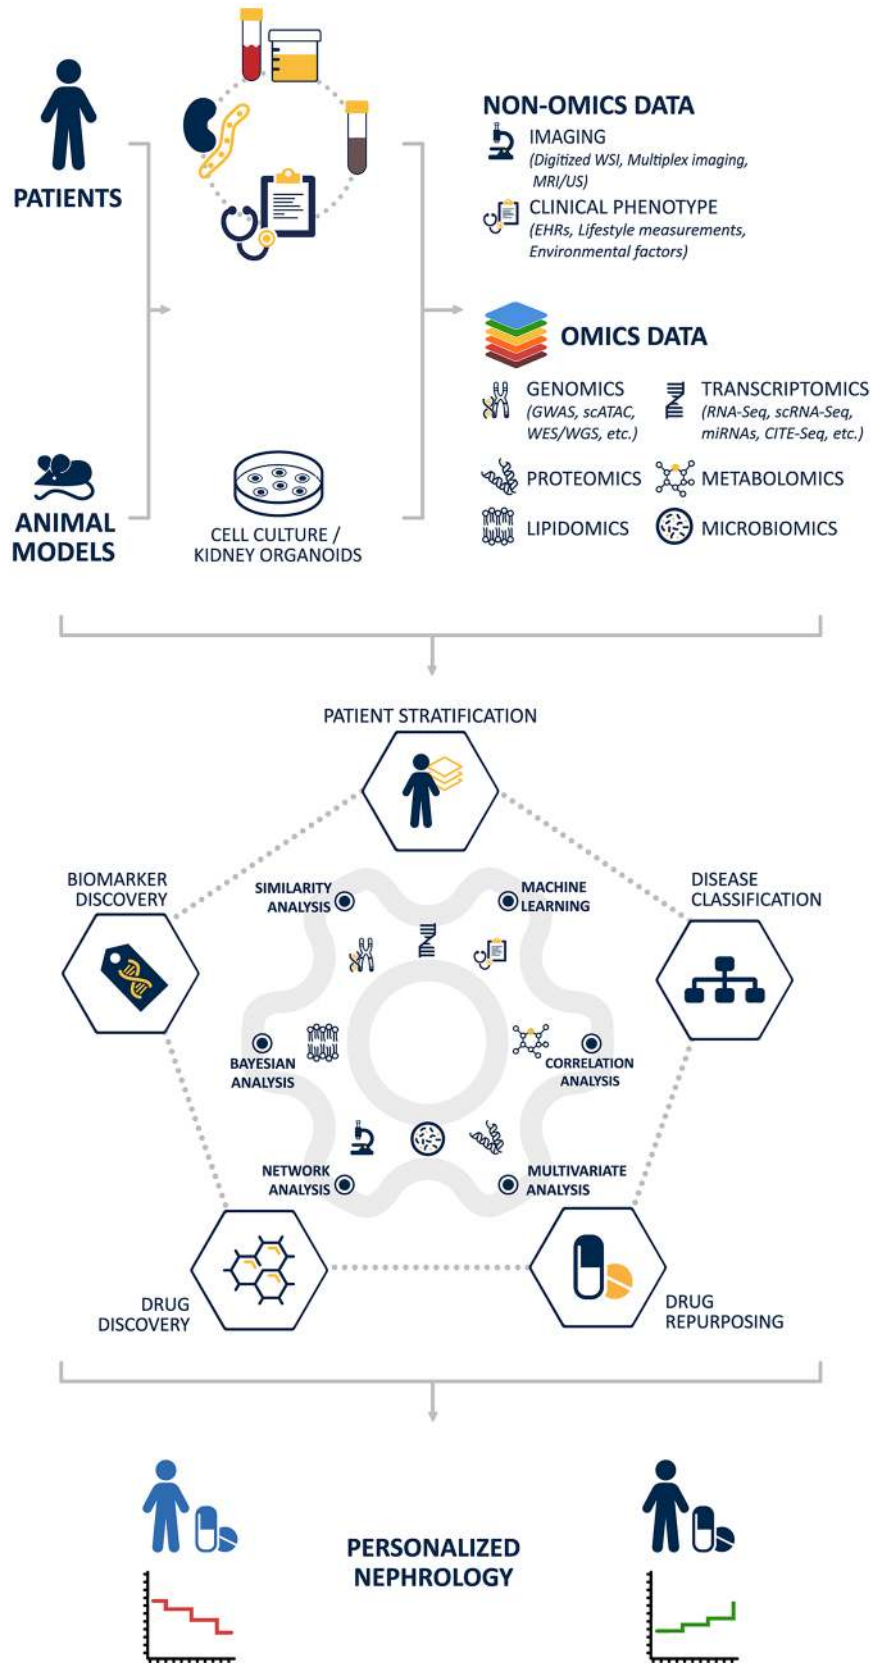 PATIENTS
NON-OMICS DATA
IMAGING
(Digitized WSI, Multiplex imaging,
MRI/US)
CLINICAL PHENOTYPE
(EHRs, Lifestyle measurements,
Environmental factors)
OMICS DATA
GENOMICS
(GWAS, scATAC,
WES/WGS, etc.)
TRANSCRIPTOMICS
(RNA-Seq, scRNA-Seq,
miRNAs, CITE-Seq, etc.)
PROTEOMICS
METABOLOMICS
LIPIDOMICS
MICROBIOMICS
ANIMAL
MODELS
CELL CULTURE /
KIDNEY ORGANOIDS
PATIENT STRATIFICATION
BIOMARKER
DISCOVERY
SIMILARITY
ANALYSIS
MACHINE
LEARNING
DISEASE
CLASSIFICATION
BAYESIAN
ANALYSIS
CORRELATION
ANALYSIS
NETWORK
ANALYSIS
MULTIVARIATE
ANALYSIS
DRUG
DISCOVERY
DRUG
REPURPOSING
PERSONALIZED
NEPHROLOGY